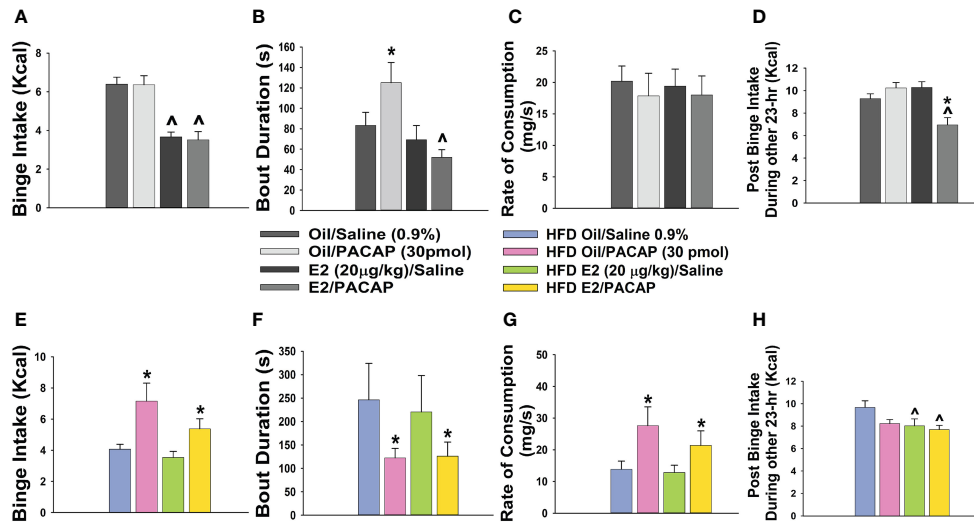 A
Binge Intake (Kcal)
8
6
4
2
0
^
^
B
Bout Duration (s)
160
140
120
100
80
60
40
20
0
*
^
C
Rate of Consumption
(mg/s)
25
20
15
10
5
0
D
Post Binge Intake
During other 23-hr (Kcal)
12
10
8
6
4
2
0
*
^
Oil/Saline (0.9%)
Oil/PACAP (30pmol)
E2 (20μg/kg)/Saline
E2/PACAP
HFD Oil/Saline 0.9%
HFD Oil/PACAP (30 pmol)
HFD E2 (20 μg/kg)/Saline
HFD E2/PACAP
E
Binge Intake (Kcal)
10
8
6
4
2
0
*
*
F
Bout Duration (s)
350
300
250
200
150
100
50
0
*
*
G
Rate of Consumption
(mg/s)
50
40
30
20
10
0
*
*
H
Post Binge Intake
During other 23-hr (Kcal)
12
10
8
6
4
2
0
^
^